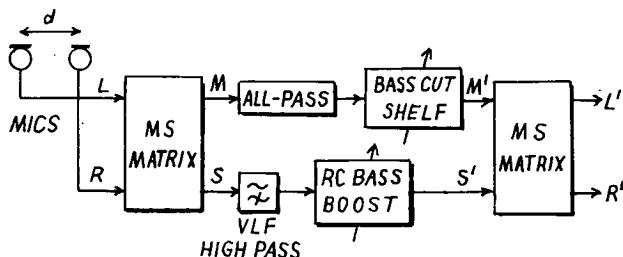 d
MICS
L
R
MS
MATRIX
M
ALL-PASS
BASS CUT
SHELF
M'
S
VLF
HIGH PASS
RC BASS
BOOST
S'
MS
MATRIX
L'
R'